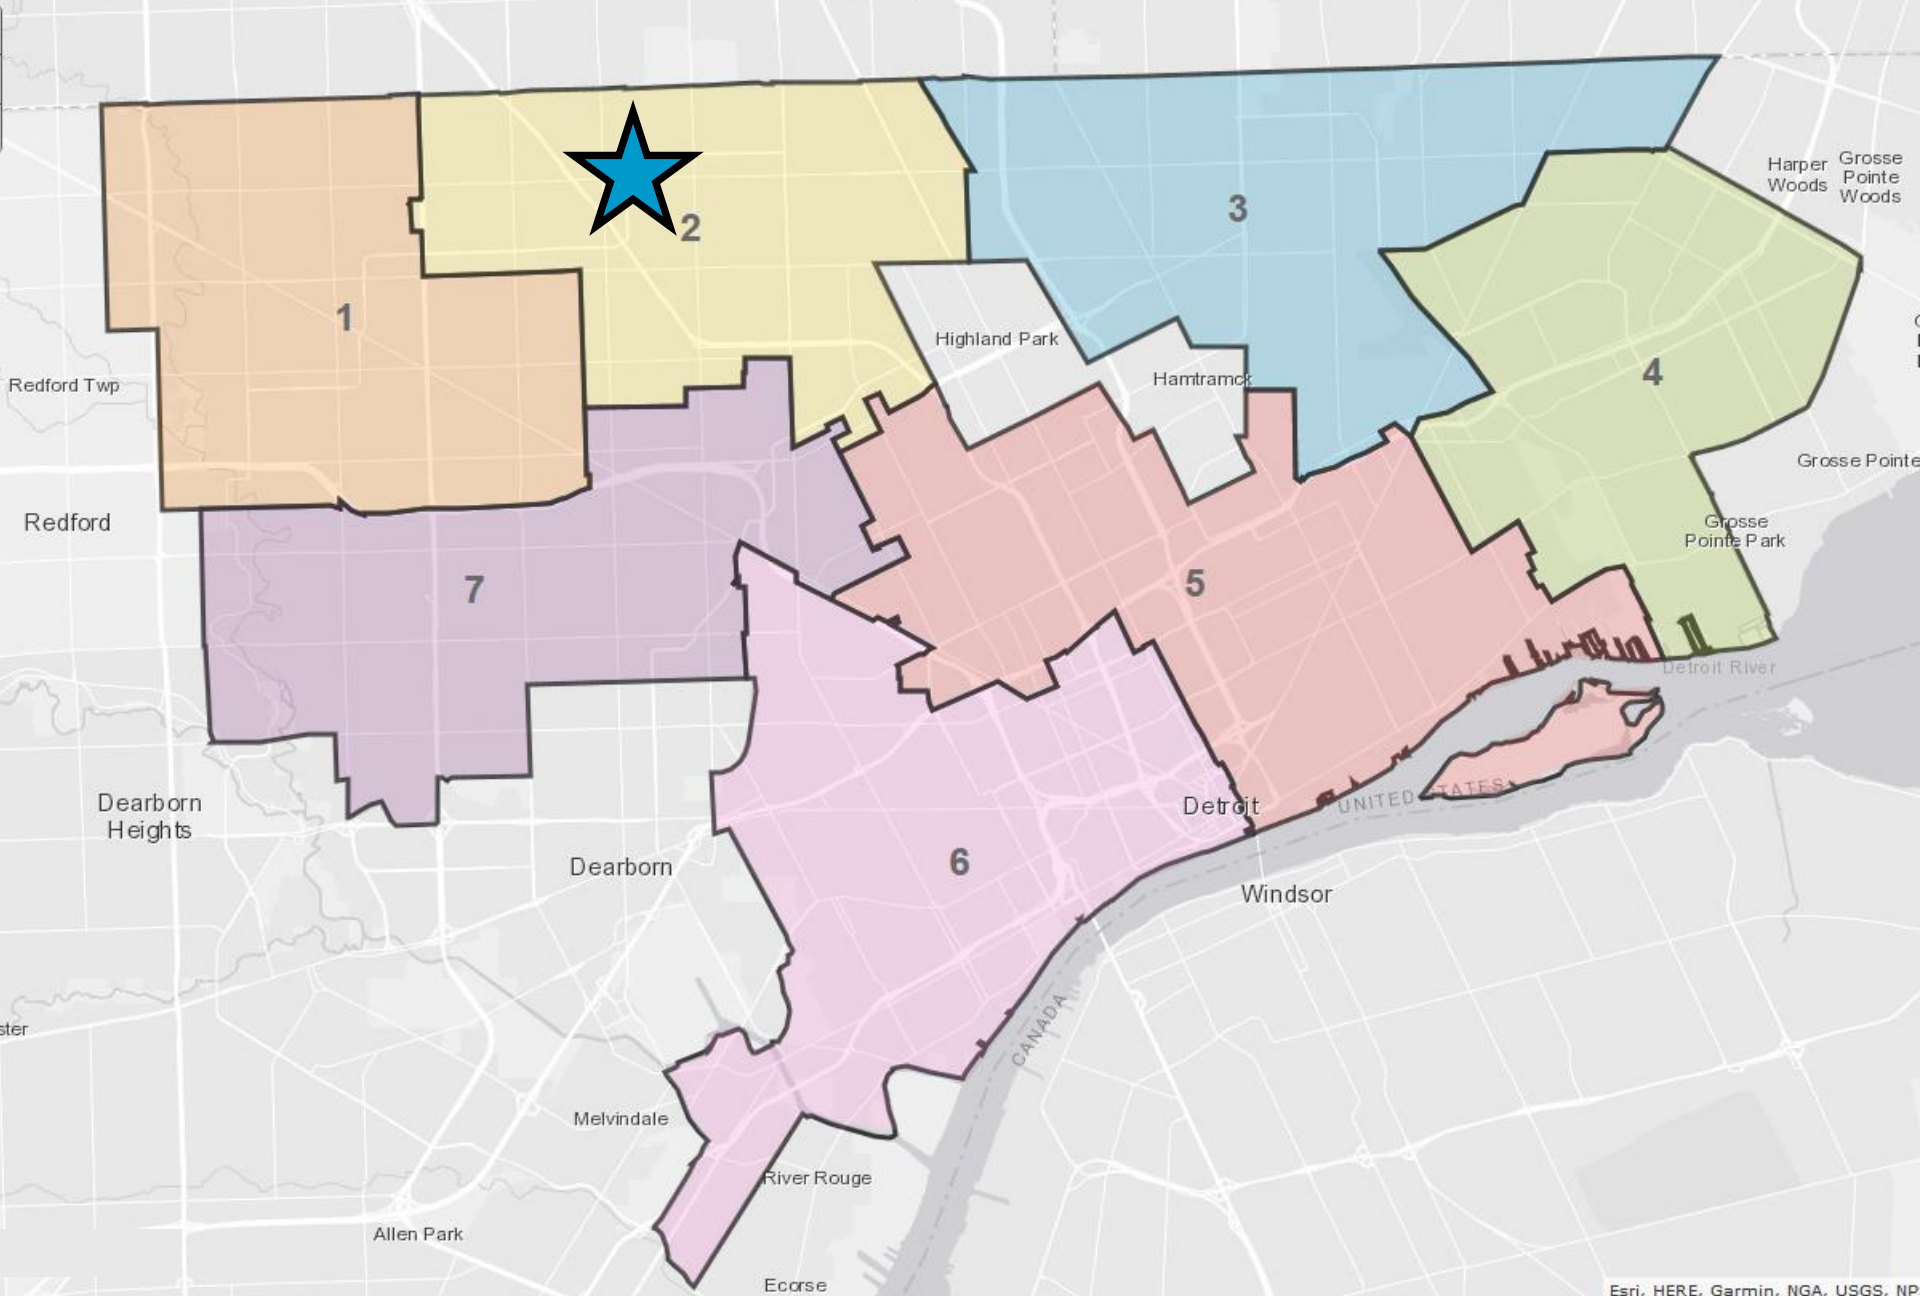 Harper
Woods
Grosse
Pointe
Woods
1
2
3
4
Highland Park
Hamtramck
Redford Twp
Redford
Grosse Pointe
Grosse
Pointe Park
7
5
Detroit River
UNITED STATES
Dearborn
Heights
Detroit
Dearborn
6
Windsor
CANADA
ster
Melvindale
River Rouge
Allen Park
Ecorse
Esri, HERE, Garmin, NGA, USGS, NP